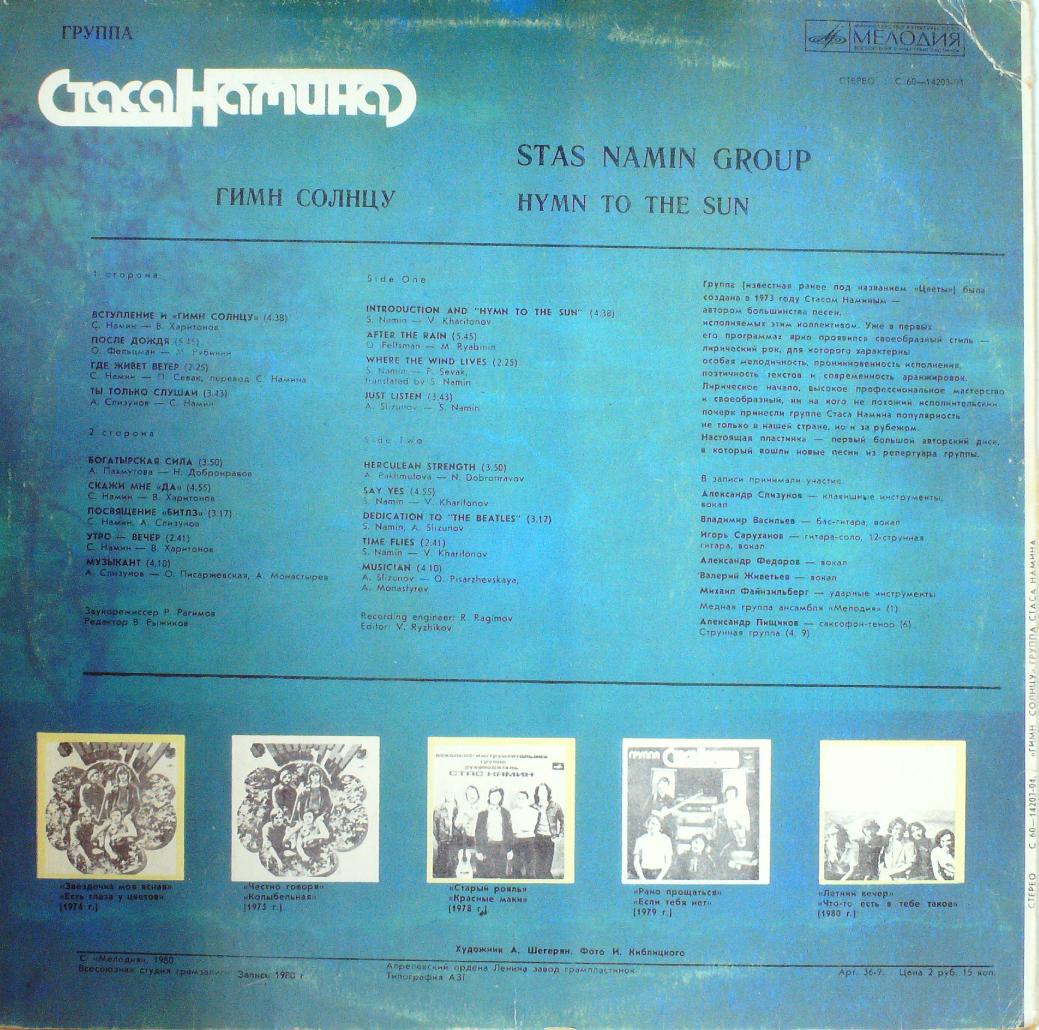 ГРУППА
Стаса Намина
МЕЛОДИЯ
СТЕРЕО С 60—14203-04
STAS NAMIN GROUP
ГИМН СОЛНЦУ
HYMN TO THE SUN
1 сторона
ВСТУПЛЕНИЕ и «ГИМН СОЛНЦУ» (4.38)
С. Намин — В. Харитонов
ПОСЛЕ ДОЖДЯ (5.45)
О. Фельцман — М. Рябинин
ГДЕ ЖИВЕТ ВЕТЕР (2.25)
С. Намин — П. Севак, перевод С. Намина
ТЫ ТОЛЬКО СЛУШАЙ (3.43)
А. Слизунов — С. Намин
2 сторона
БОГАТЫРСКАЯ СИЛА (3.50)
А. Пахмутова — Н. Добронравов
СКАЖИ МНЕ «ДА» (4.55)
С. Намин — В. Харитонов
ПОСВЯЩЕНИЕ «БИТЛЗ» (3.17)
С. Намин, А. Слизунов
УТРО — ВЕЧЕР (2.41)
С. Намин — В. Харитонов
МУЗЫКАНТ (4.10)
А. Слизунов — О. Писаржевская, А. Монастырев
Звукорежиссер Р. Рагимов
Редактор В. Рыжиков
Side One
INTRODUCTION AND "HYMN TO THE SUN" (4.38)
S. Namin — V. Kharitonov
AFTER THE RAIN (5.45)
O. Feltsman — M. Ryabinin
WHERE THE WIND LIVES (2.25)
S. Namin — P. Sevak,
translated by S. Namin
JUST LISTEN (3.43)
A. Slizunov — S. Namin
Side Two
HERCULEAN STRENGTH (3.50)
A. Pakhmutova — N. Dobronravov
SAY YES (4.55)
S. Namin — V. Kharitonov
DEDICATION TO "THE BEATLES" (3.17)
S. Namin, A. Slizunov
TIME FLIES (2.41)
S. Namin — V. Kharitonov
MUSICIAN (4.10)
A. Slizunov — O. Pisarzhevskaya,
A. Monastyrev
Recording engineer: R. Ragimov
Editor: V. Ryzhikov
Группа (известная ранее под названием «Цветы») была
создана в 1973 году Стасом Наминым —
автором большинства песен,
исполняемых этим коллективом. Уже в первых
его программах ярко проявился своеобразный стиль —
лирический рок, для которого характерны
особая мелодичность, проникновенность исполнения,
поэтичность текстов и современность аранжировок.
Лирическое начало, высокое профессиональное мастерство
и своеобразный, ни на кого не похожий исполнительский
почерк принесли группе Стаса Намина популярность
не только в нашей стране, но и за рубежом.
Настоящая пластинка — первый большой авторский диск,
в который вошли новые песни из репертуара группы.
В записи принимали участие:
Александр Слизунов — клавишные инструменты,
вокал
Владимир Васильев — бас-гитара, вокал
Игорь Саруханов — гитара-соло, 12-струнная
гитара, вокал
Александр Федоров — вокал
Валерий Живетьев — вокал
Михаил Файнзильберг — ударные инструменты
Медная группа ансамбля «Мелодия» (1)
Александр Пищиков — саксофон-тенор (6)
Струнная группа (4, 9)
вокально-инструментальная
группа
руководитель
СТАС НАМИН
ГРУППА Стаса Намина
«Звездочка моя ясная»
«Есть глаза у цветов»
(1974 г.)
«Честно говоря»
«Колыбельная»
(1975 г.)
«Старый рояль»
«Красные маки»
(1978 г.)
«Рано прощаться»
«Если тебя нет»
(1979 г.)
«Летний вечер»
«Что-то есть в тебе такое»
(1980 г.)
Художник А. Шегерян. Фото И. Киблицкого
С «Мелодия», 1980
Всесоюзная студия грамзаписи Запись 1980 г
Апрелевский ордена Ленина завод грампластинок
Типография АЗГ
Арт. 36-9. Цена 2 руб. 15 коп.
СТЕРЕО С 60—14203-04. «ГИМН СОЛНЦУ» ГРУППА СТАСА НАМИНА